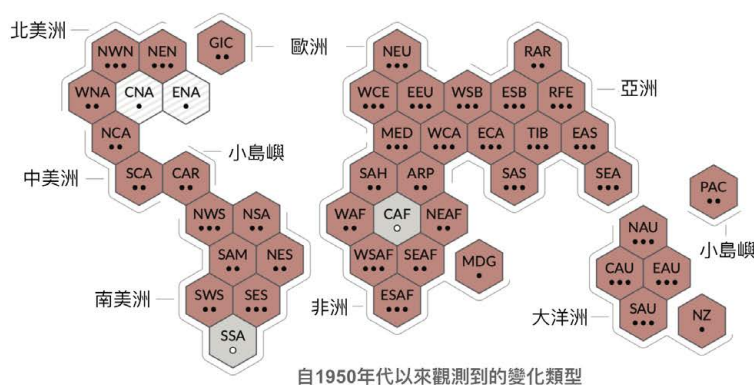 北美洲
GIC
歐洲
NWN NEN
NEU
RAR
WNA CNA ENA
WCE EEU WSB ESB RFE
亞洲
NCA
MED WCA ECA TIB EAS
小島嶼
中美洲
SCA CAR
SAH ARP
SAS
SEA
PAC
NWS NSA
WAF CAF NEAF
NAU
小島嶼
SAM NES
WSAF SEAF
MDG
CAU EAU
南美洲
SWS SES
非洲
ESAF
大洋洲
SAU
NZ
SSA
自1950年代以來觀測到的變化類型